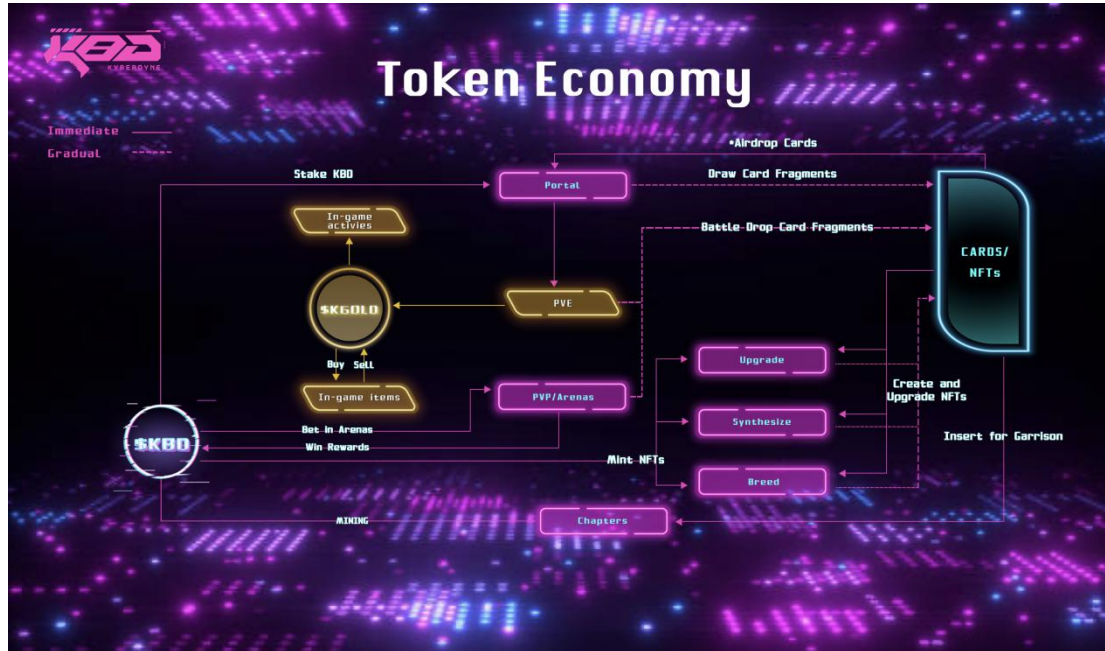 KBD
KYBERDYNE
Token Economy
Immediate
Gradual
•Airdrop Cards
Stake KBD
Portal
Draw Card Fragments
In-game
activies
Battle Drop Card Fragments
CARDS/
NFTs
$KGOLD
PVE
Buy
Sell
Upgrade
In-game items
PVP/Arenas
Create and
Upgrade NFTs
Synthesize
Bet in Arenas
$KBD
Win Rewards
Insert for Garrison
Mint NFTs
Breed
MINING
Chapters